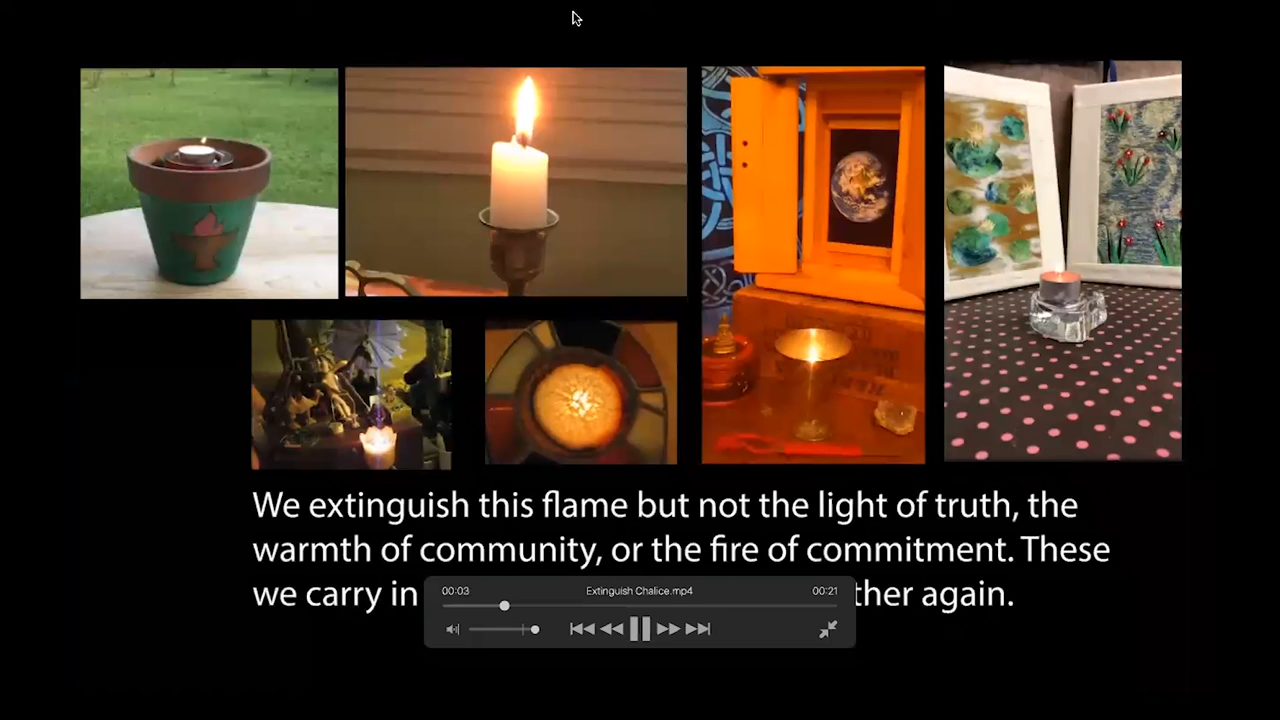 We extinguish this flame but not the light of truth, the
warmth of community, or the fire of commitment. These
we carry in ther again.
00:03 Extinguish Chalice.mp4 00:21